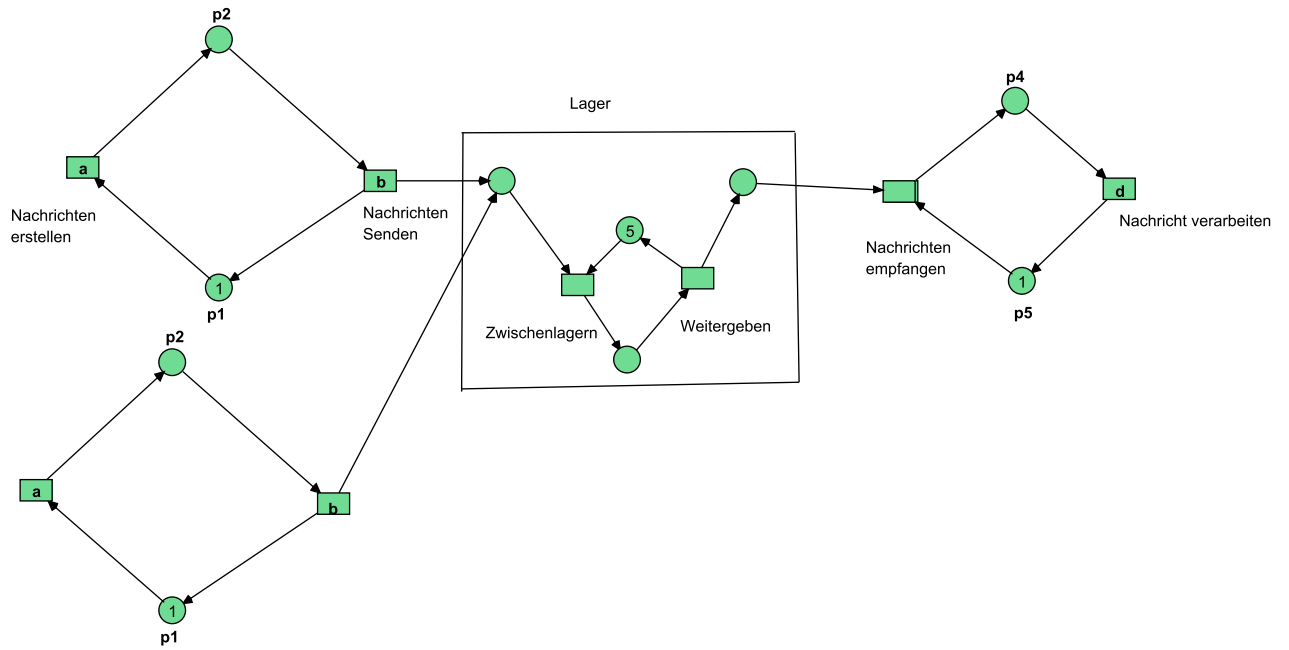 p2
a
b
Nachrichten
erstellen
Nachrichten
Senden
1
p1
p2
a
b
1
p1
Lager
5
Zwischenlagern
Weitergeben
p4
d
Nachricht verarbeiten
Nachrichten
empfangen
1
p5